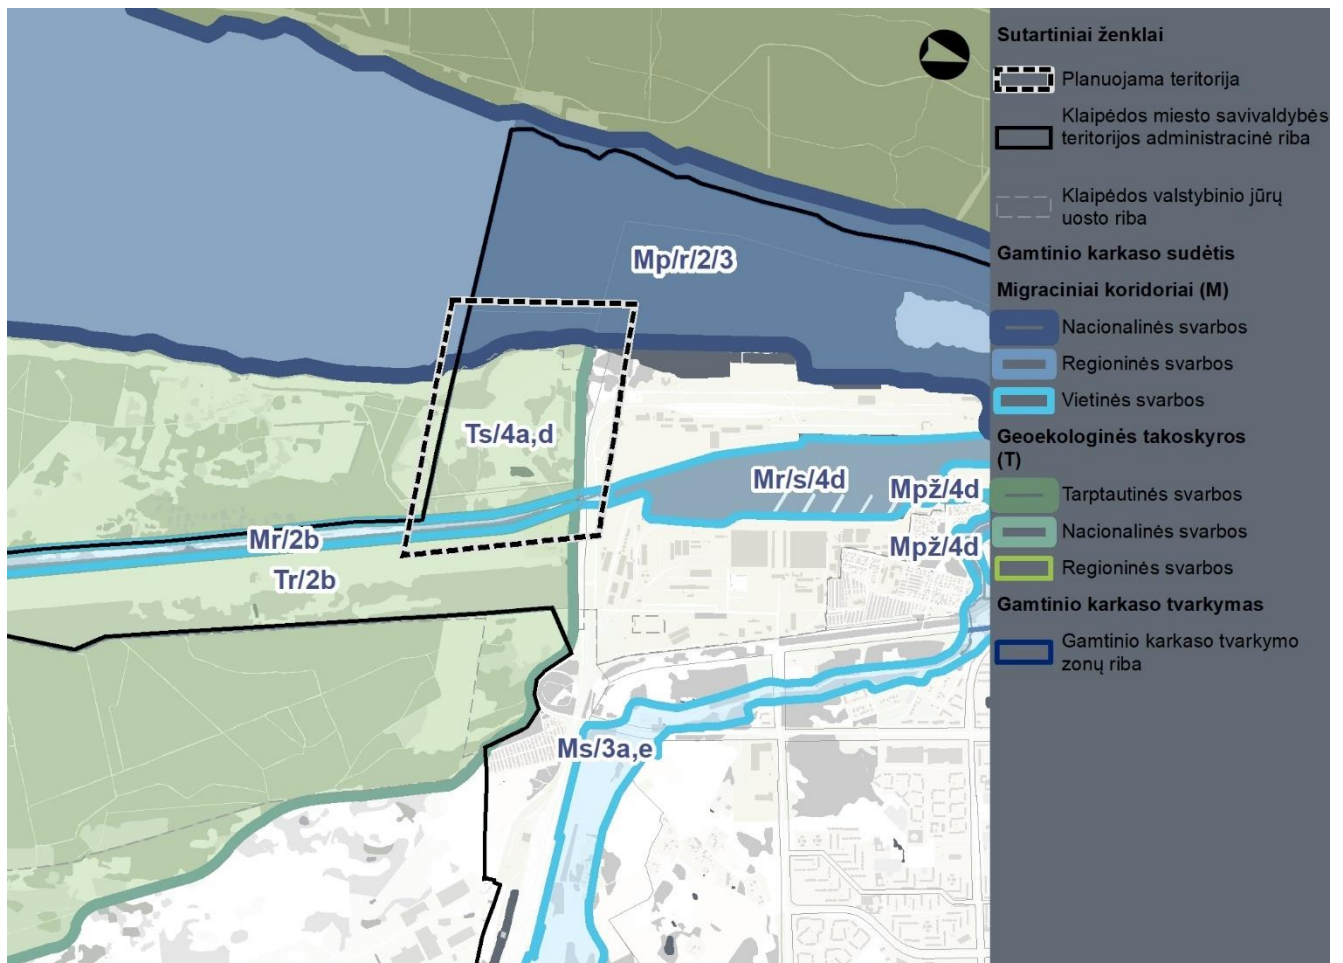 Sutartiniai ženklai
Planuojama teritorija
Klaipėdos miesto savivaldybės
teritorijos administracinė riba
Klaipėdos valstybinio jūrų
uosto riba
Gamtinio karkaso sudėtis
Migraciniai koridoriai (M)
Nacionalinės svarbos
Regioninės svarbos
Vietinės svarbos
Geoekologinės takoskyros
(T)
Tarptautinės svarbos
Nacionalinės svarbos
Regioninės svarbos
Gamtinio karkaso tvarkymas
Gamtinio karkaso tvarkymo
zonų riba
Mp/r/2/3
Ts/4a,d
Mr/s/4d
Mpž/4d
Mr/2b
Mpž/4d
Tr/2b
Ms/3a,e